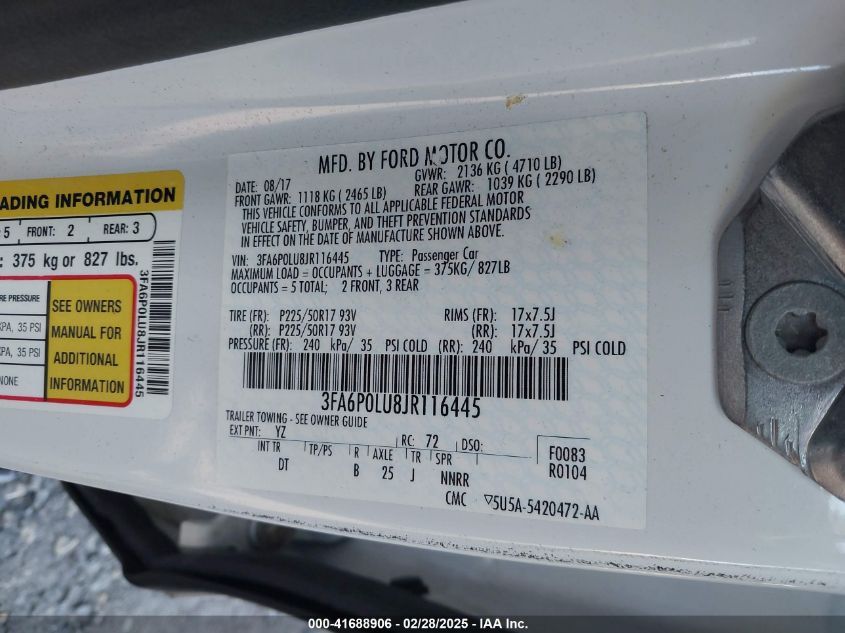 ADING INFORMATION
5 FRONT: 2 REAR: 3
: 375 kg or 827 lbs.
E PRESSURE
KPA, 35 PSI
KPA, 35 PSI
NONE
SEE OWNERS
MANUAL FOR
ADDITIONAL
INFORMATION
3FA6P0LU8JR116445
MFD. BY FORD MOTOR CO.
DATE: 08/17 GVWR: 2136 KG ( 4710 LB)
FRONT GAWR: 1118 KG ( 2465 LB) REAR GAWR: 1039 KG ( 2290 LB)
THIS VEHICLE CONFORMS TO ALL APPLICABLE FEDERAL MOTOR
VEHICLE SAFETY, BUMPER, AND THEFT PREVENTION STANDARDS
IN EFFECT ON THE DATE OF MANUFACTURE SHOWN ABOVE.
VIN: 3FA6P0LU8JR116445 TYPE: Passenger Car
MAXIMUM LOAD = OCCUPANTS + LUGGAGE = 375KG/ 827LB
OCCUPANTS = 5 TOTAL; 2 FRONT, 3 REAR
TIRE (FR): P225/50R17 93V RIMS (FR): 17x7.5J
(RR): P225/50R17 93V (RR): 17x7.5J
PRESSURE (FR): 240 kPa/ 35 PSI COLD (RR): 240 kPa/ 35 PSI COLD
3FA6P0LU8JR116445
TRAILER TOWING - SEE OWNER GUIDE
EXT PNT: YZ RC: 72 DSO: F0083
INT TR TP/PS R AXLE TR SPR R0104
DT B 25 J NNRR
CMC ▽5U5A-5420472-AA
000-41688906 - 02/28/2025 - IAA Inc.